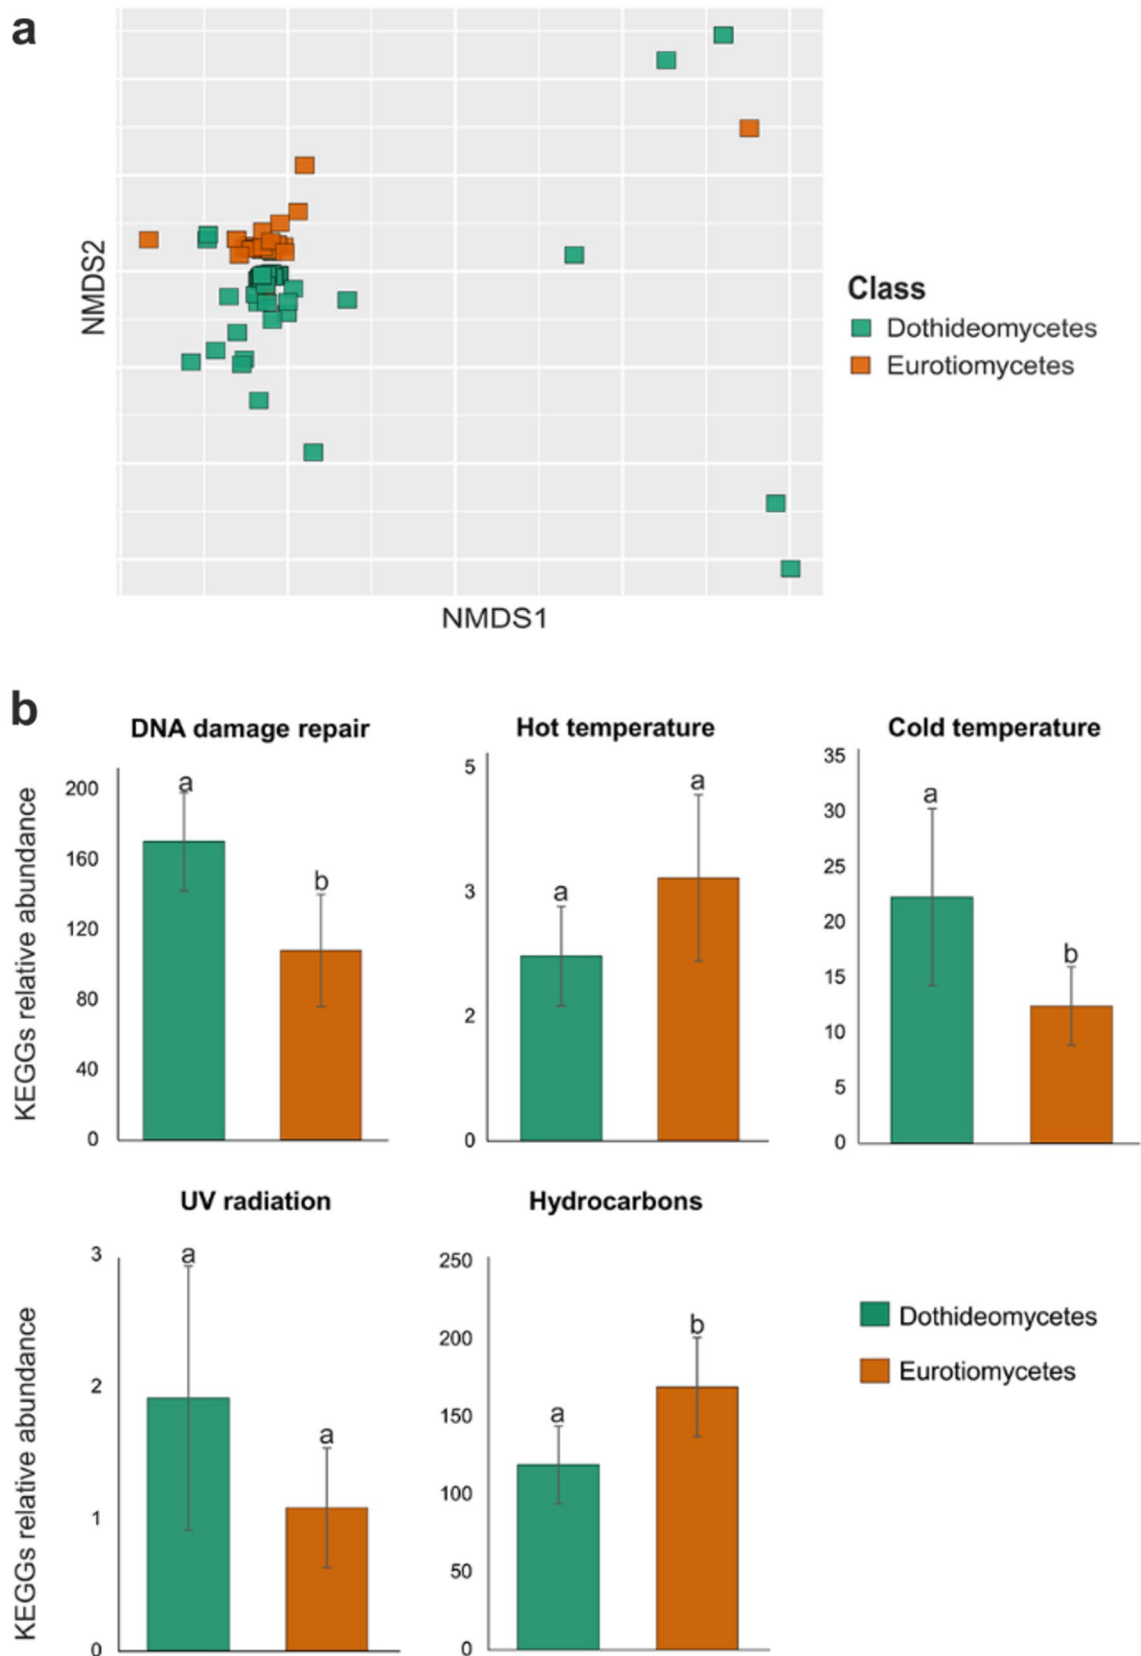 a
NMDS2
NMDS1
Class
Dothideomycetes
Eurotiomycetes
b
DNA damage repair
KEGGs relative abundance
200
160
120
80
40
0
a
b
Hot temperature
5
3
2
0
a
a
Cold temperature
35
30
25
20
15
10
5
0
a
b
UV radiation
KEGGs relative abundance
3
2
1
0
a
a
Hydrocarbons
250
200
150
100
50
0
a
b
Dothideomycetes
Eurotiomycetes